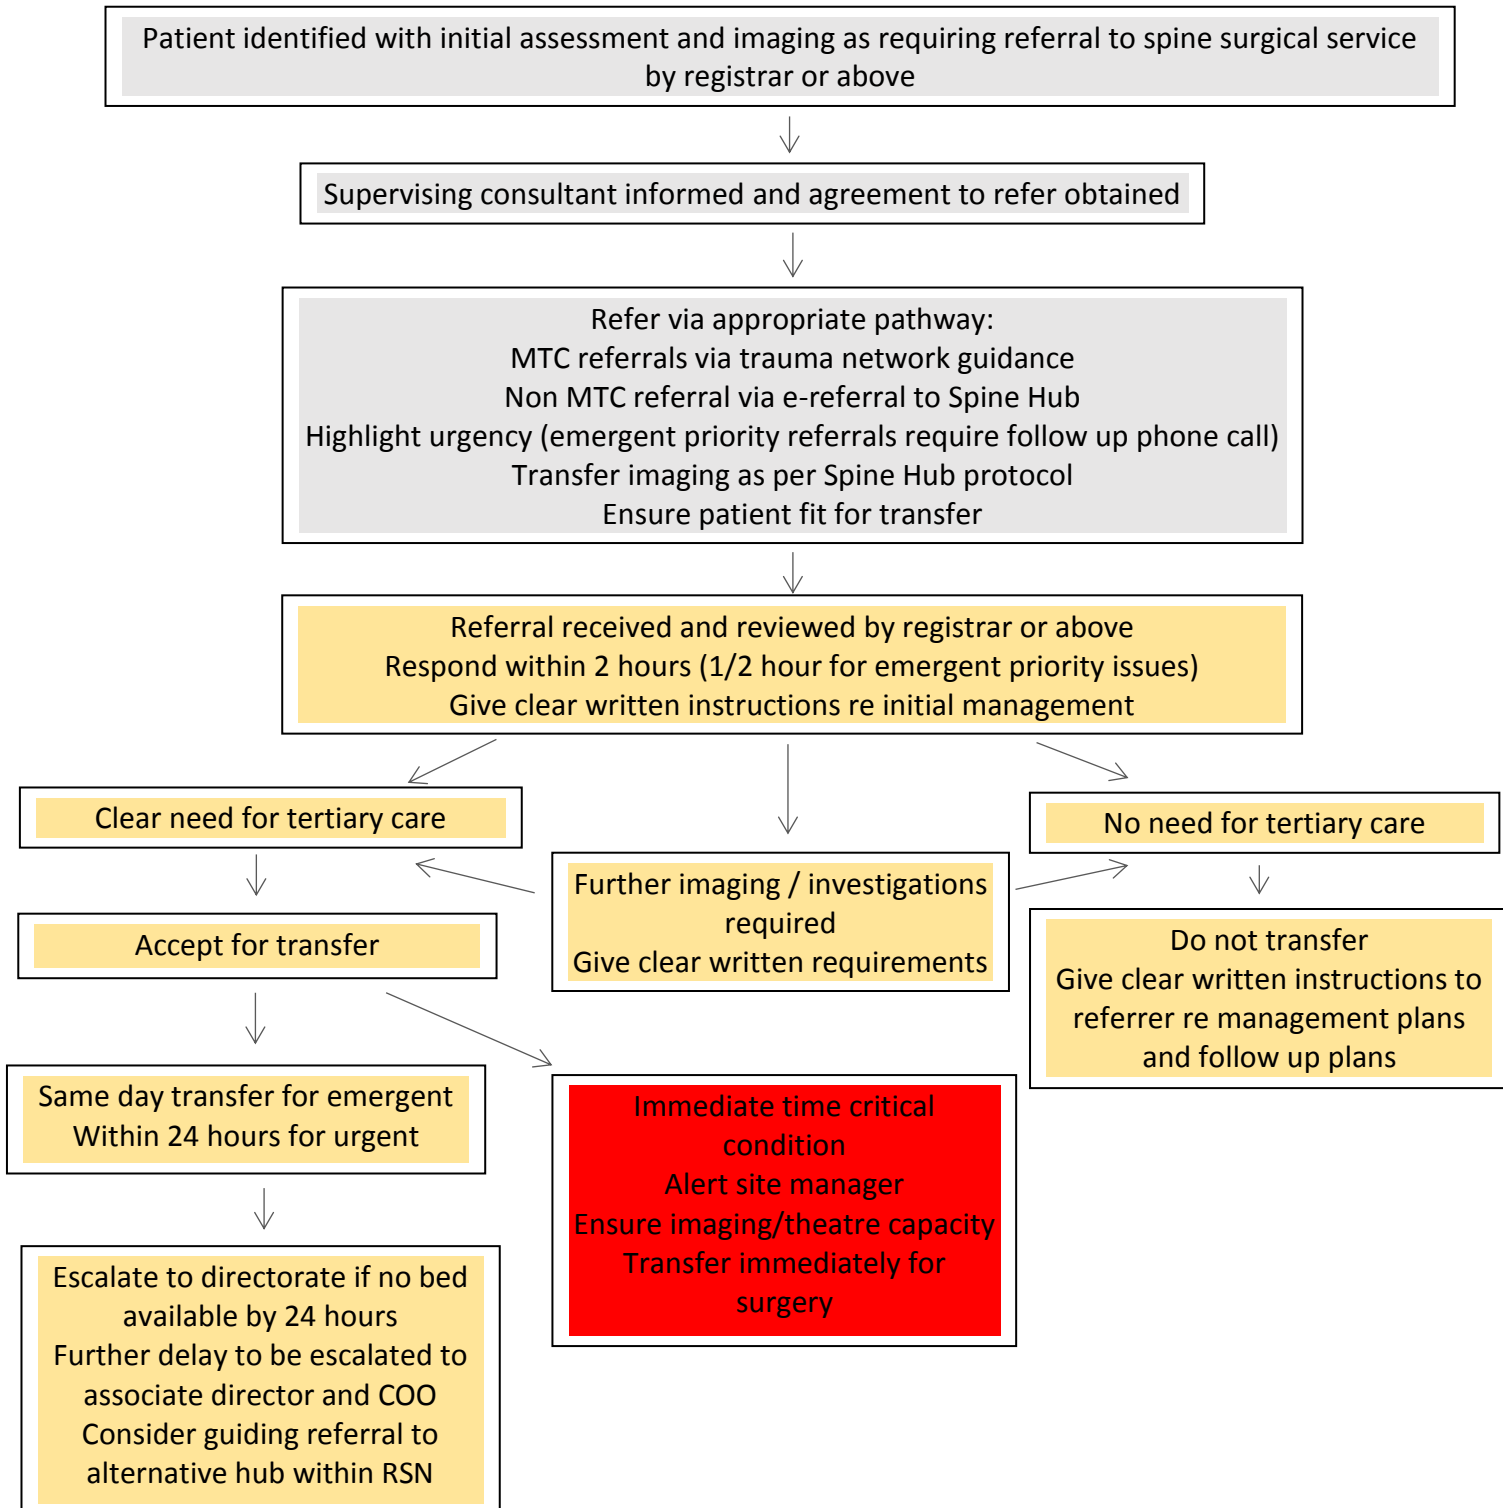 Patient identified with initial assessment and imaging as requiring referral to spine surgical service
by registrar or above
Supervising consultant informed and agreement to refer obtained
Refer via appropriate pathway:
MTC referrals via trauma network guidance
Non MTC referral via e-referral to Spine Hub
Highlight urgency (emergent priority referrals require follow up phone call)
Transfer imaging as per Spine Hub protocol
Ensure patient fit for transfer
Referral received and reviewed by registrar or above
Respond within 2 hours (1/2 hour for emergent priority issues)
Give clear written instructions re initial management
Clear need for tertiary care
No need for tertiary care
Further imaging / investigations
required
Give clear written requirements
Accept for transfer
Do not transfer
Give clear written instructions to
referrer re management plans
and follow up plans
Same day transfer for emergent
Within 24 hours for urgent
Immediate time critical
condition
Alert site manager
Ensure imaging/theatre capacity
Transfer immediately for
surgery
Escalate to directorate if no bed
available by 24 hours
Further delay to be escalated to
associate director and COO
Consider guiding referral to
alternative hub within RSN